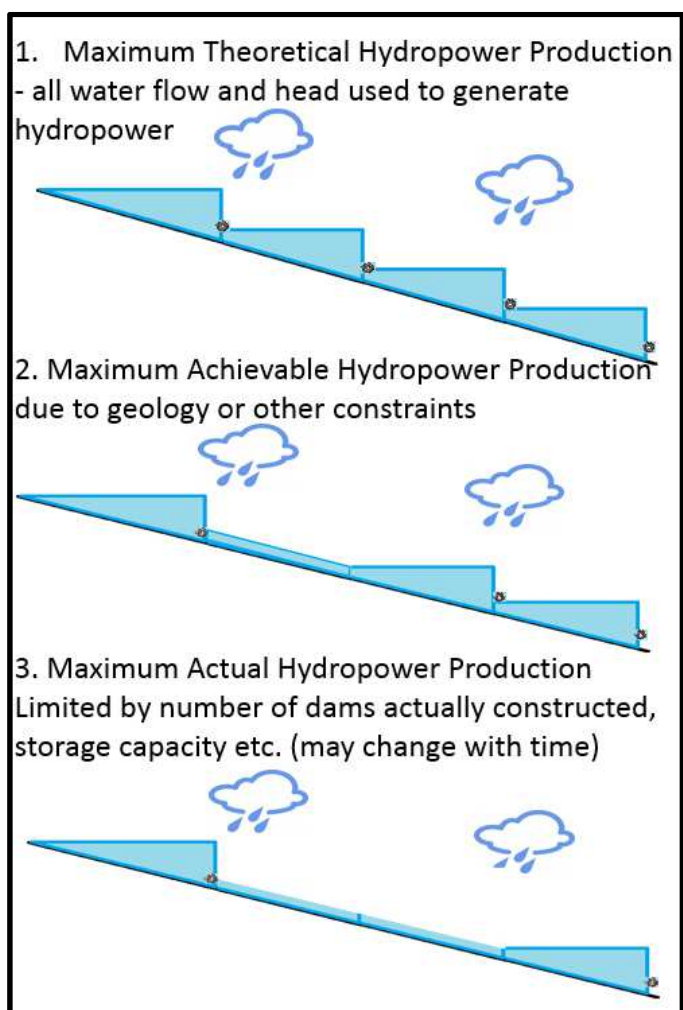 1. Maximum Theoretical Hydropower Production
- all water flow and head used to generate
hydropower
2. Maximum Achievable Hydropower Production
due to geology or other constraints
3. Maximum Actual Hydropower Production
Limited by number of dams actually constructed,
storage capacity etc. (may change with time)